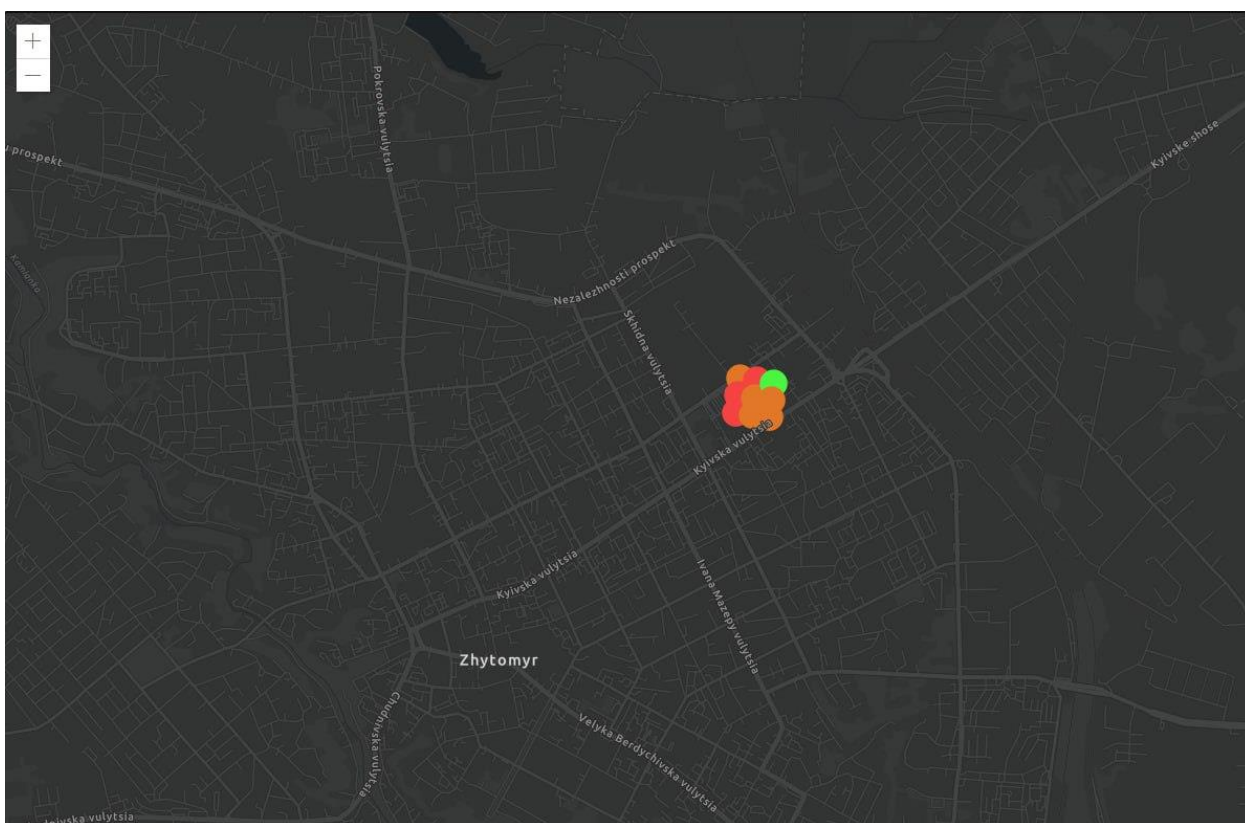 +
−
Pokrovska vulytsia
Kyivske shose
u prospekt
Kamianka
Nezalezhnosti prospekt
Skhidna vulytsia
Kyivska vulytsia
Kyivska vulytsia
Ivana Mazepy vulytsia
Zhytomyr
Chudnivska vulytsia
Velyka Berdychivska vulytsia
vulytsia